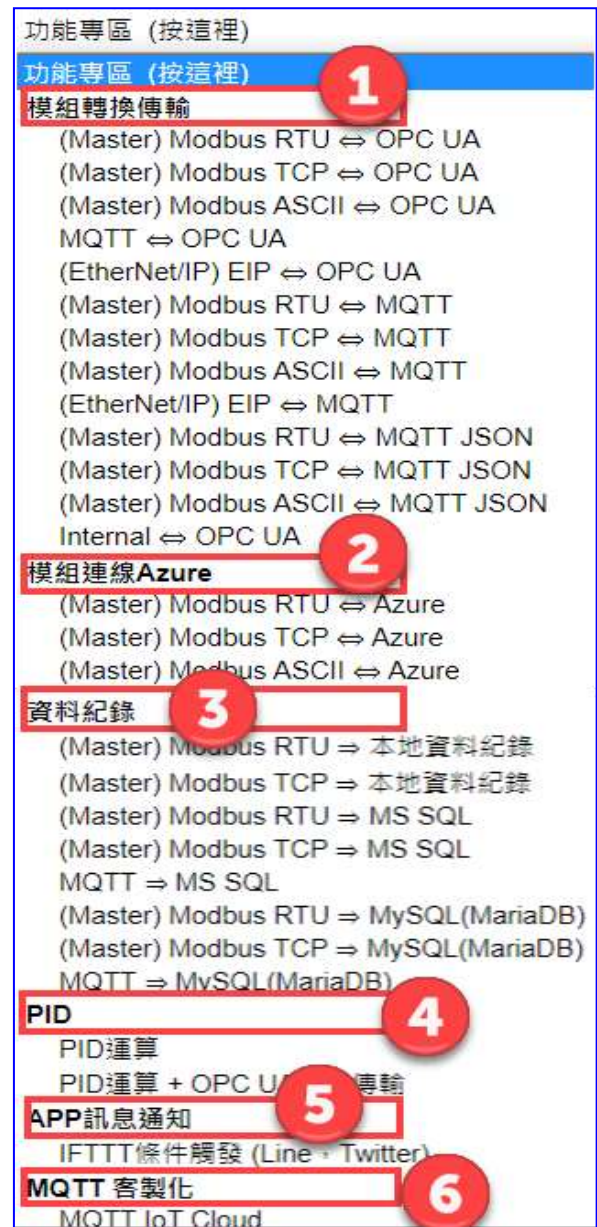 功能專區 (按這裡)
功能專區 (按這裡)
1
模組轉換傳輸
(Master) Modbus RTU ⇔ OPC UA
(Master) Modbus TCP ⇔ OPC UA
(Master) Modbus ASCII ⇔ OPC UA
MQTT ⇔ OPC UA
(EtherNet/IP) EIP ⇔ OPC UA
(Master) Modbus RTU ⇔ MQTT
(Master) Modbus TCP ⇔ MQTT
(Master) Modbus ASCII ⇔ MQTT
(EtherNet/IP) EIP ⇔ MQTT
(Master) Modbus RTU ⇔ MQTT JSON
(Master) Modbus TCP ⇔ MQTT JSON
(Master) Modbus ASCII ⇔ MQTT JSON
Internal ⇔ OPC UA
2
模組連線Azure
(Master) Modbus RTU ⇔ Azure
(Master) Modbus TCP ⇔ Azure
(Master) Modbus ASCII ⇔ Azure
資料紀錄
3
(Master) Modbus RTU ⇒ 本地資料紀錄
(Master) Modbus TCP ⇒ 本地資料紀錄
(Master) Modbus RTU ⇒ MS SQL
(Master) Modbus TCP ⇒ MS SQL
MQTT ⇒ MS SQL
(Master) Modbus RTU ⇒ MySQL(MariaDB)
(Master) Modbus TCP ⇒ MySQL(MariaDB)
MQTT ⇒ MySQL(MariaDB)
PID
4
PID運算
PID運算 + OPC UA 傳輸
5
APP訊息通知
IFTTT條件觸發 (Line、Twitter)
MQTT 客製化
6
MQTT IoT Cloud